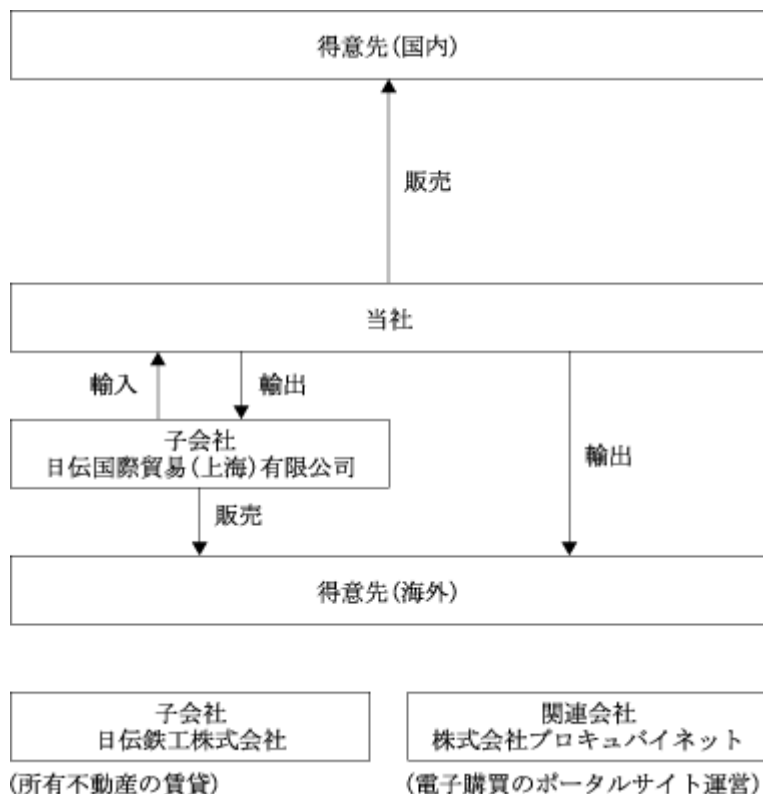 得意先(国内)
販売
当社
輸入
輸出
子会社
日伝国際貿易(上海)有限公司
輸出
販売
得意先(海外)
子会社
日伝鉄工株式会社
関連会社
株式会社プロキュバイネット
(所有不動産の賃貸)
(電子購買のポータルサイト運営)